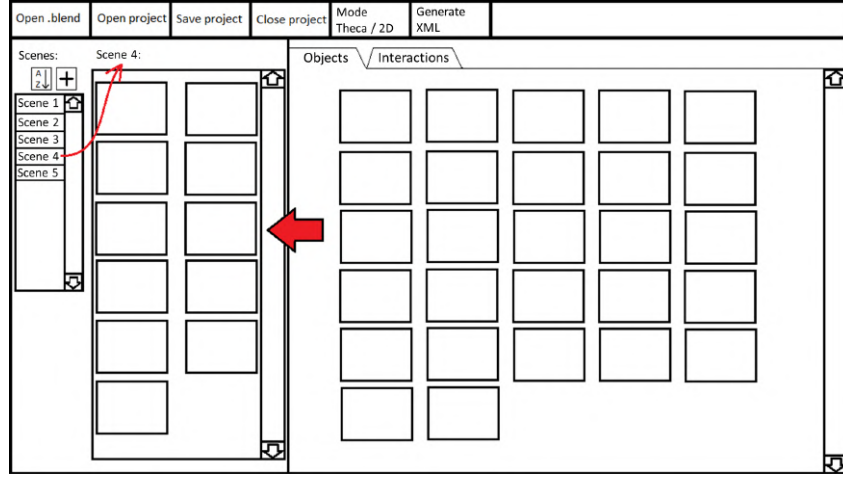 Open .blend
Open project
Save project
Close project
Mode
Theca / 2D
Generate
XML
Scenes:
A
Z
Scene 1
Scene 2
Scene 3
Scene 4
Scene 5
Scene 4:
Objects
Interactions